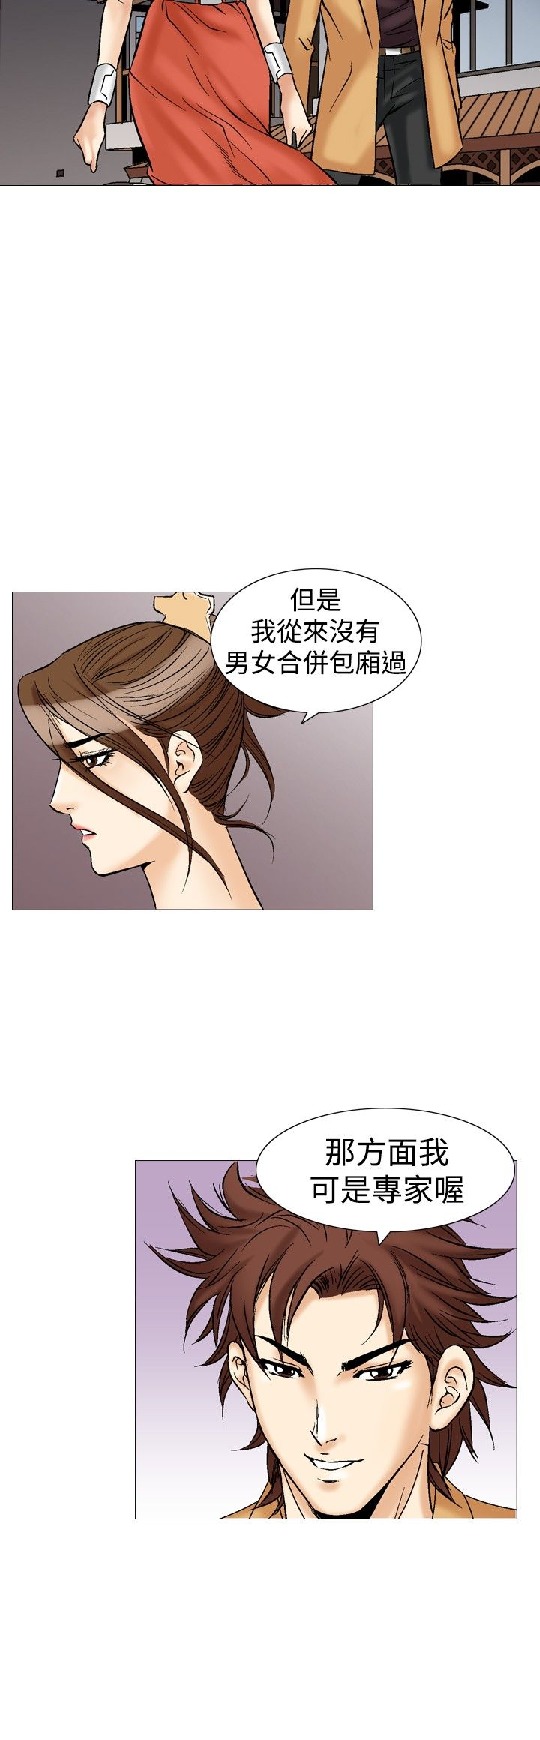 但是
我從來沒有
男女合併包廂過
那方面我
可是專家喔